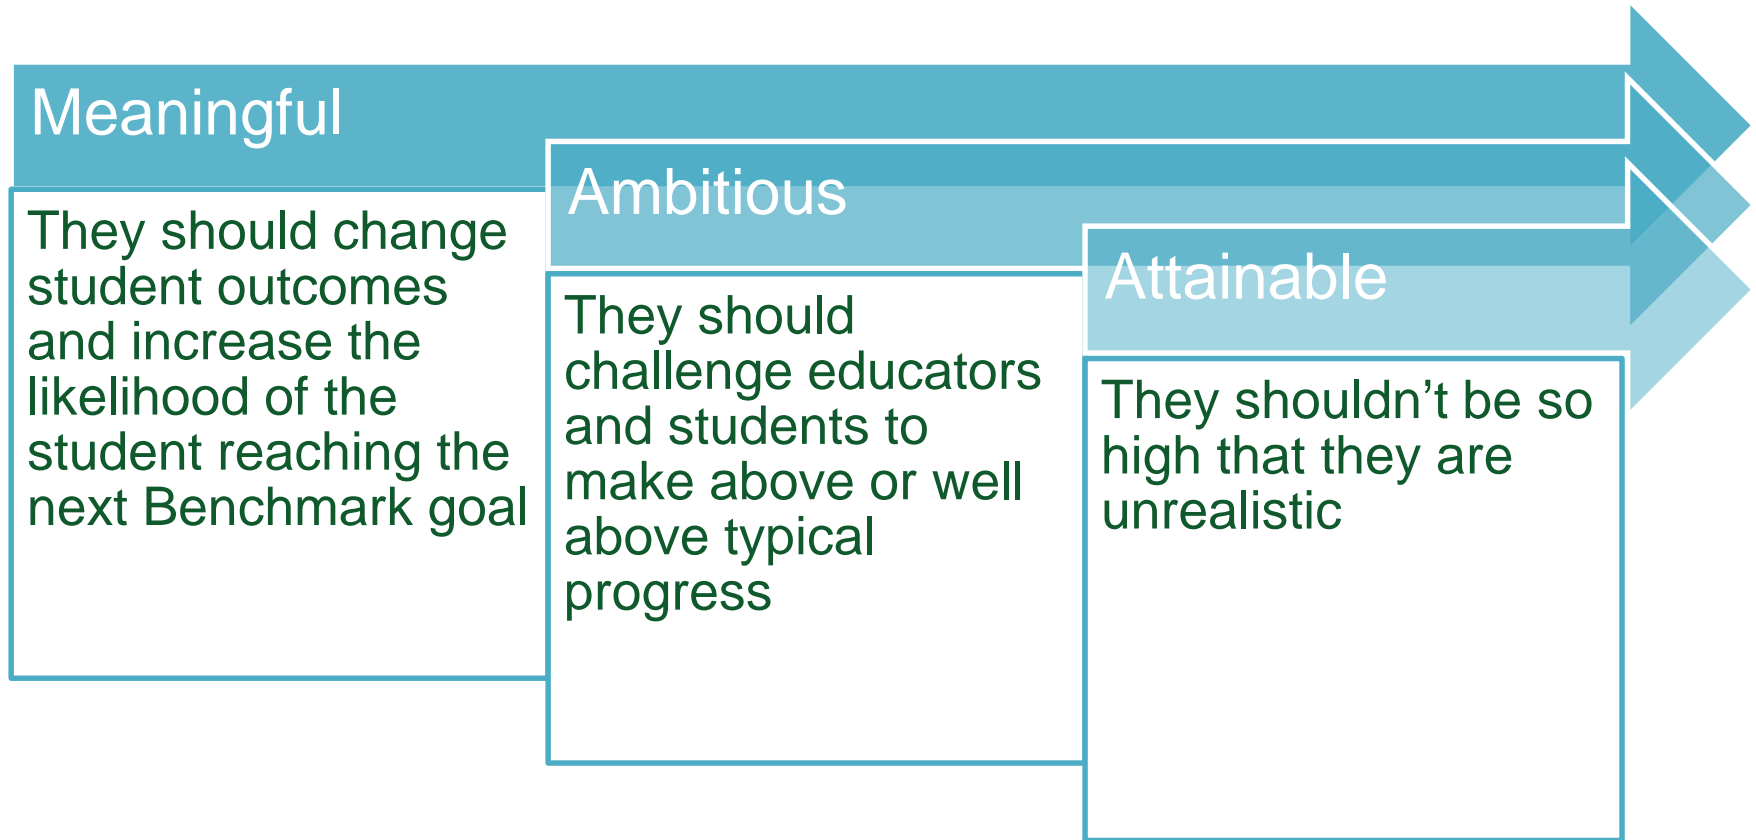 Meaningful
They should change
student outcomes
and increase the
likelihood of the
student reaching the
next Benchmark goal
Ambitious
They should
challenge educators
and students to
make above or well
above typical
progress
Attainable
They shouldn’t be so
high that they are
unrealistic